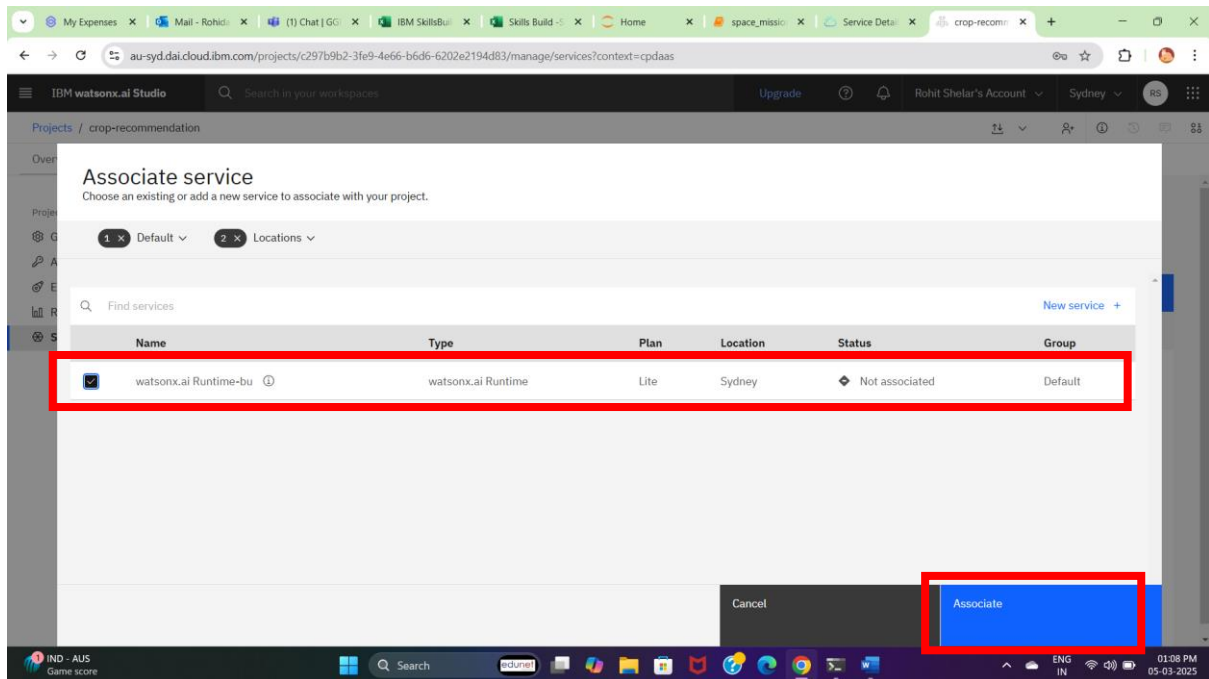 My Expenses
Mail - Rohid
(1) Chat | GG
IBM SkillsBuil
Skills Build -S
Home
space_missio
Service Detail
crop-recomm
au-syd.dai.cloud.ibm.com/projects/c297b9b2-3fe9-4e66-b6d6-6202e2194d83/manage/services?context=cpdaas
IBM watsonx.ai Studio
Search in your workspaces
Upgrade
Rohit Shelar's Account
Sydney
RS
Projects / crop-recommendation
Over
Associate service
Choose an existing or add a new service to associate with your project.
Proje
1 × Default
2 × Locations
G
A
E
R
S
Find services
New service +
Name Type Plan Location Status Group
watsonx.ai Runtime-bu watsonx.ai Runtime Lite Sydney Not associated Default
Cancel
Associate
1
IND - AUS
Game score
Search
edunet
ENG
IN
01:08 PM
05-03-2025